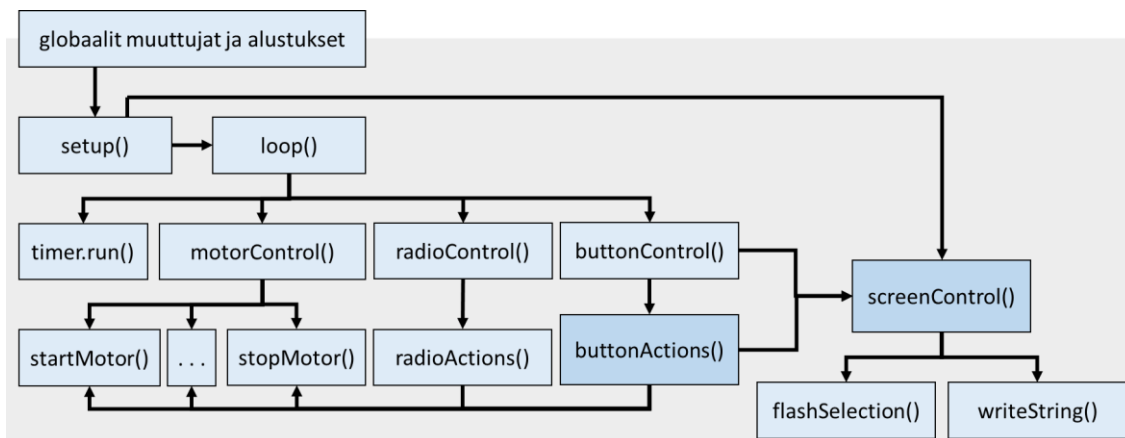 globaalit muuttujat ja alustukset
setup()
loop()
timer.run()
motorControl()
radioControl()
buttonControl()
screenControl()
startMotor()
...
stopMotor()
radioActions()
buttonActions()
flashSelection()
writeString()